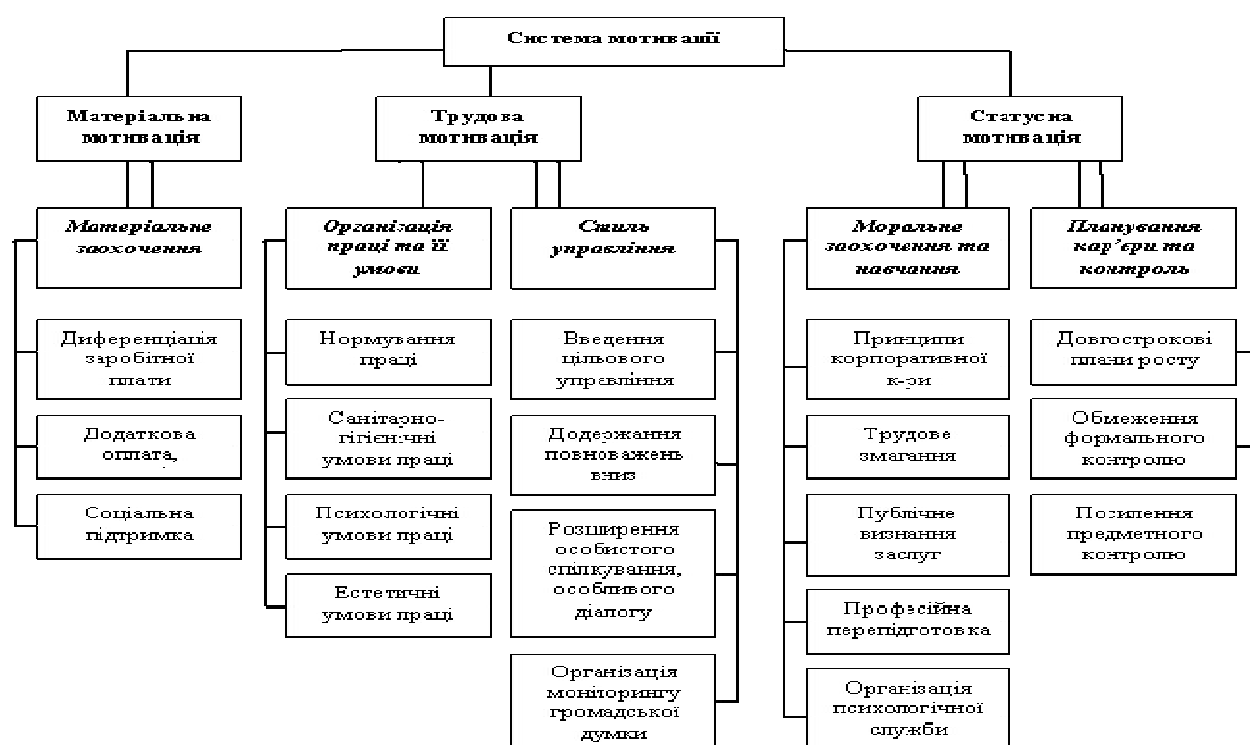 Система мотивації
Матеріальна
мотивація
Трудова
мотивація
Статусна
мотивація
Матеріальне
заохочення
Організація
праці та її
умови
Стиль
управління
Моральне
заохочення та
навчання
Планування
кар’єри та
контроль
Диференціація
заробітної
плати
Додаткова
оплата,
Соціальна
підтримка
Нормування
праці
Санітарно-
гігієнічні
умови праці
Психологічні
умови праці
Естетичні
умови праці
Введення
цільового
управління
Додержання
повноважень
вниз
Розширення
особистого
спілкування,
особливого
діалогу
Організація
моніторингу
громадської
думки
Принципи
корпоративної
к-ри
Трудове
змагання
Публічне
визнання
заслуг
Професійна
перепідготовка
Організація
психологічної
служби
Довгострокові
плани росту
Обмеження
формального
контролю
Посилення
предметного
контролю